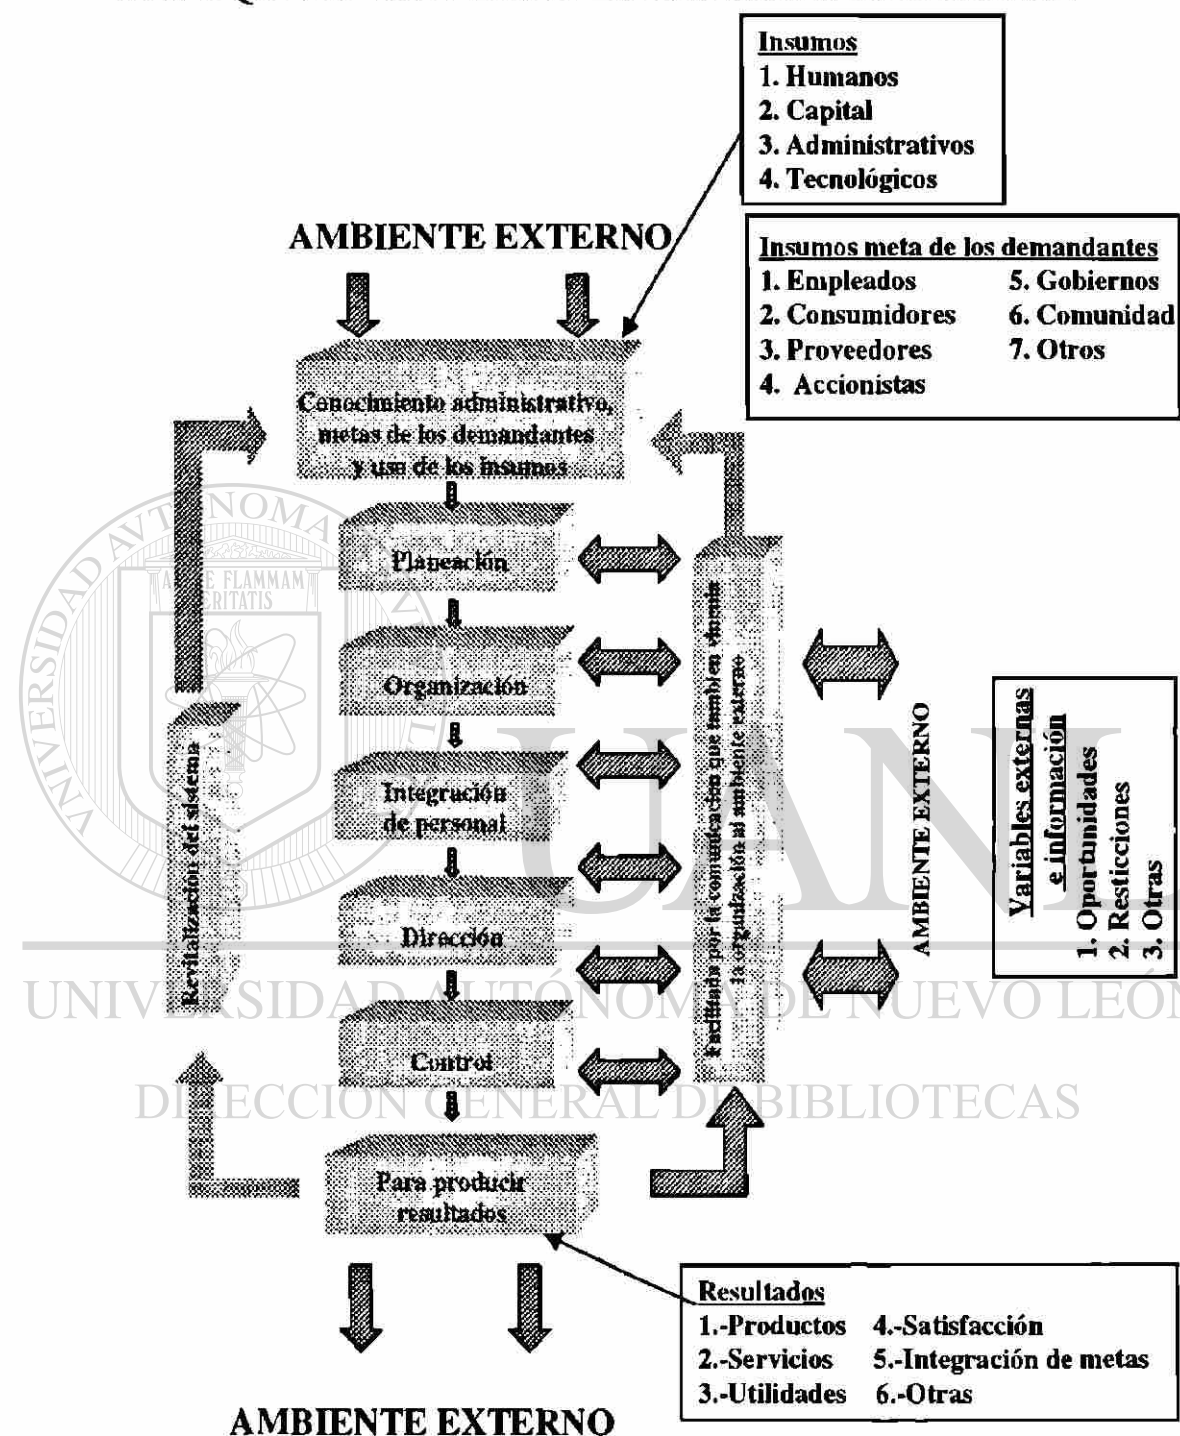 Insumos
1. Humanos
2. Capital
3. Administrativos
4. Tecnológicos
AMBIENTE EXTERNO
Insumos meta de los demandantes
1. Empleados 5. Gobiernos
2. Consumidores 6. Comunidad
3. Proveedores 7. Otros
4. Accionistas
Conocimiento administrativo,
metas de los demandantes
y uso de los insumos
Planeación
Organización
Integración
de personal
Dirección
Control
Para producir
resultados
Revitalización del sistema
Facilitada por la comunicación que tambien vincula
la organización al ambiente externo
AMBIENTE EXTERNO
Variables externas
e información
1. Oportunidades
2. Resticciones
3. Otras
Resultados
1.-Productos 4.-Satisfacción
2.-Servicios 5.-Integración de metas
3.-Utilidades 6.-Otras
AMBIENTE EXTERNO
UANL
UNIVERSIDAD AUTÓNOMA DE NUEVO LEÓN
DIRECCIÓN GENERAL DE BIBLIOTECAS